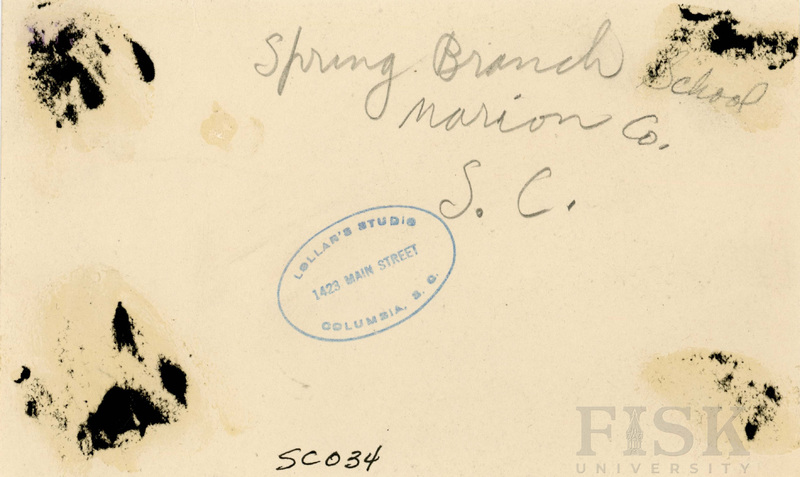 Spring Branch School
Marion Co.
S. C.
LOLLAR'S STUDIO
1423 MAIN STREET
COLUMBIA, S. C.
SC034
FISK
UNIVERSITY